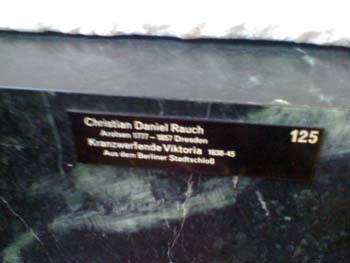 Christian Daniel Rauch 125
Arolsen 1777 – 1857 Dresden
Kranzwerfende Viktoria 1838-45
Aus dem Berliner Stadtschloß